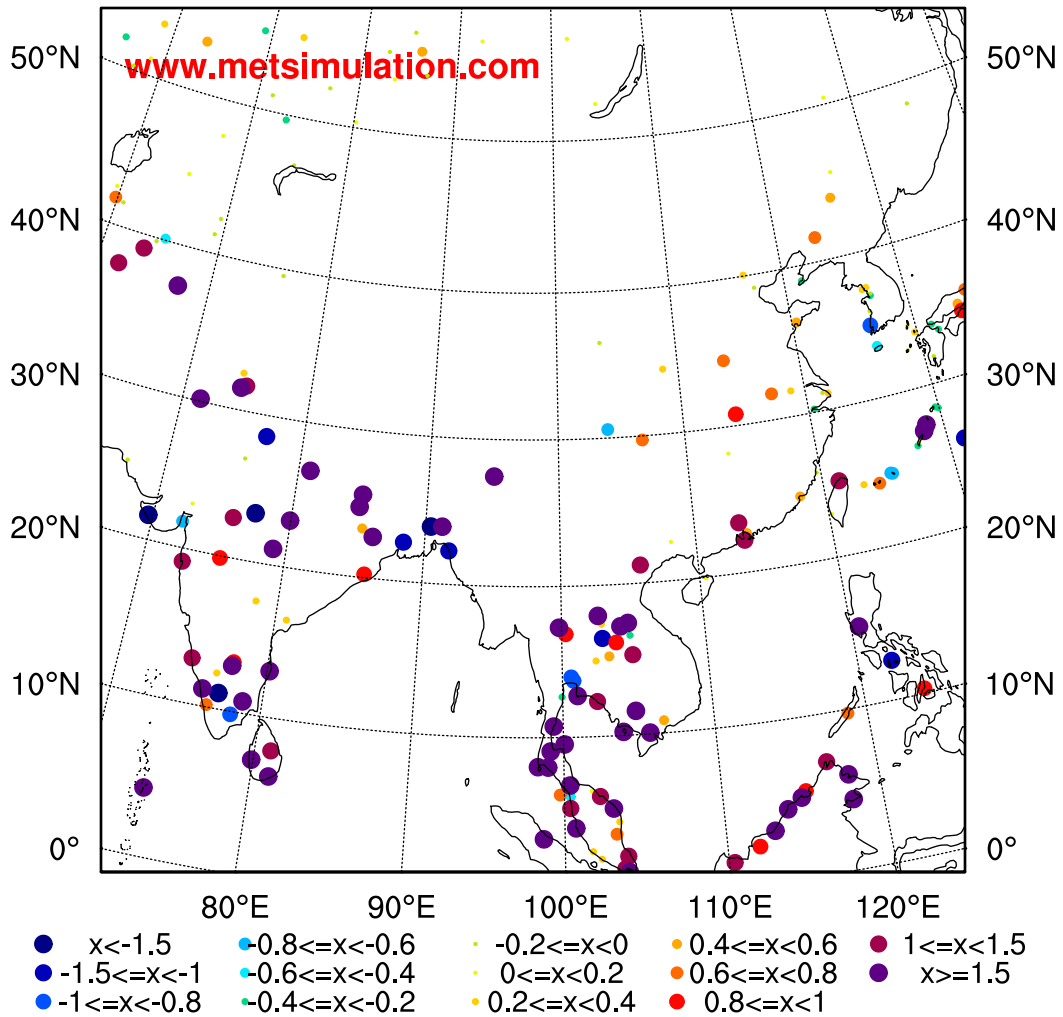 www.metsimulation.com
50°N 50°N
40°N 40°N
30°N 30°N
20°N 20°N
10°N 10°N
0° 0°
80°E 90°E 100°E 110°E 120°E
x<-1.5 -0.8<=x<-0.6 -0.2<=x<0 0.4<=x<0.6 1<=x<1.5
-1.5<=x<-1 -0.6<=x<-0.4 0<=x<0.2 0.6<=x<0.8 x>=1.5
-1<=x<-0.8 -0.4<=x<-0.2 0.2<=x<0.4 0.8<=x<1